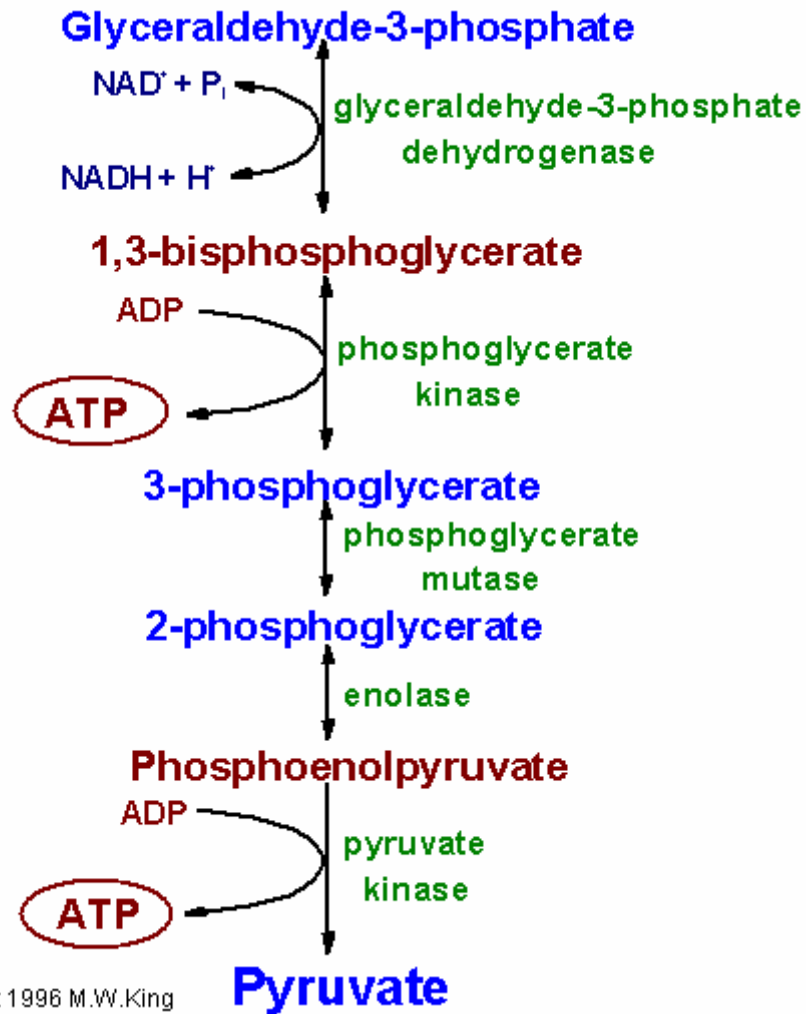 Glyceraldehyde-3-phosphate
NAD⁺ + Pᵢ
glyceraldehyde-3-phosphate
dehydrogenase
NADH + H⁺
1,3-bisphosphoglycerate
ADP
phosphoglycerate
kinase
ATP
3-phosphoglycerate
phosphoglycerate
mutase
2-phosphoglycerate
enolase
Phosphoenolpyruvate
ADP
pyruvate
kinase
ATP
Pyruvate
1996 M.W.King